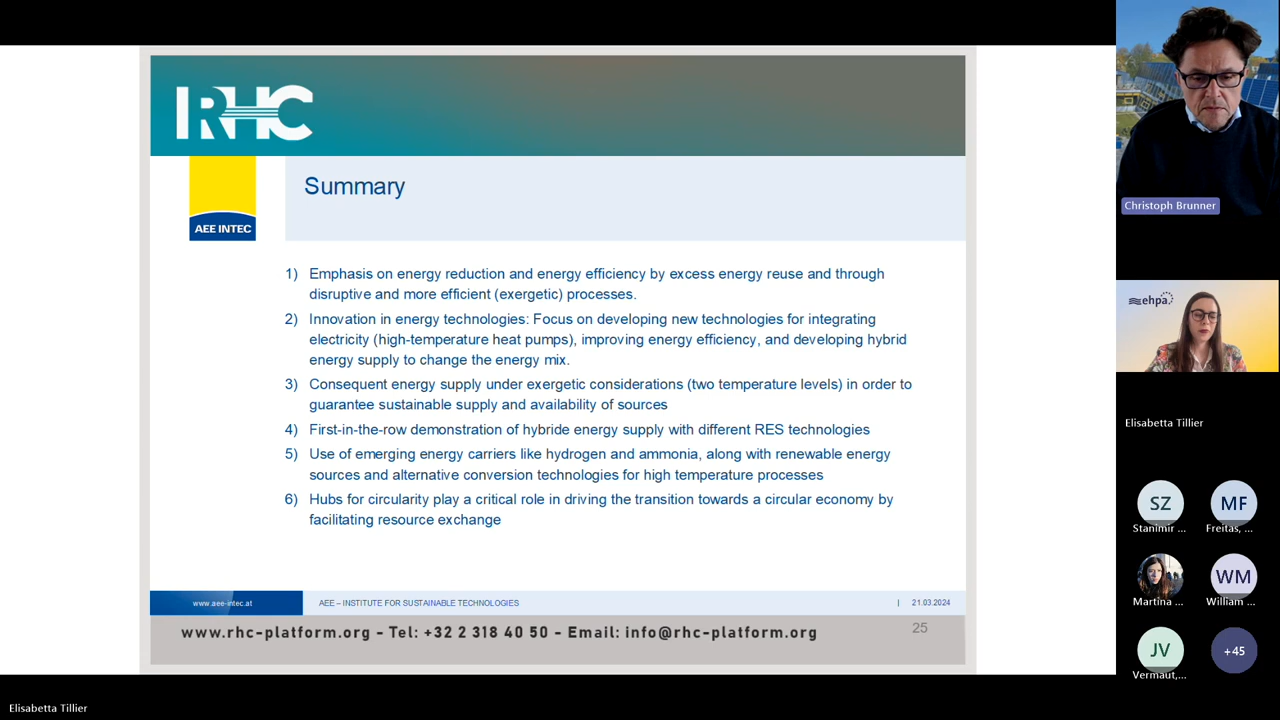 RHC
AEE INTEC
Summary
1) Emphasis on energy reduction and energy efficiency by excess energy reuse and through
disruptive and more efficient (exergetic) processes.
2) Innovation in energy technologies: Focus on developing new technologies for integrating
electricity (high-temperature heat pumps), improving energy efficiency, and developing hybrid
energy supply to change the energy mix.
3) Consequent energy supply under exergetic considerations (two temperature levels) in order to
guarantee sustainable supply and availability of sources
4) First-in-the-row demonstration of hybride energy supply with different RES technologies
5) Use of emerging energy carriers like hydrogen and ammonia, along with renewable energy
sources and alternative conversion technologies for high temperature processes
6) Hubs for circularity play a critical role in driving the transition towards a circular economy by
facilitating resource exchange
www.aee-intec.at
AEE – INSTITUTE FOR SUSTAINABLE TECHNOLOGIES
| 21.03.2024
www.rhc-platform.org - Tel: +32 2 318 40 50 - Email: info@rhc-platform.org
25
Christoph Brunner
ehpa
Elisabetta Tillier
SZ MF
Stanimir ... Freitas, ...
WM
Martina ... William ...
JV +45
Vermaut,...
Elisabetta Tillier